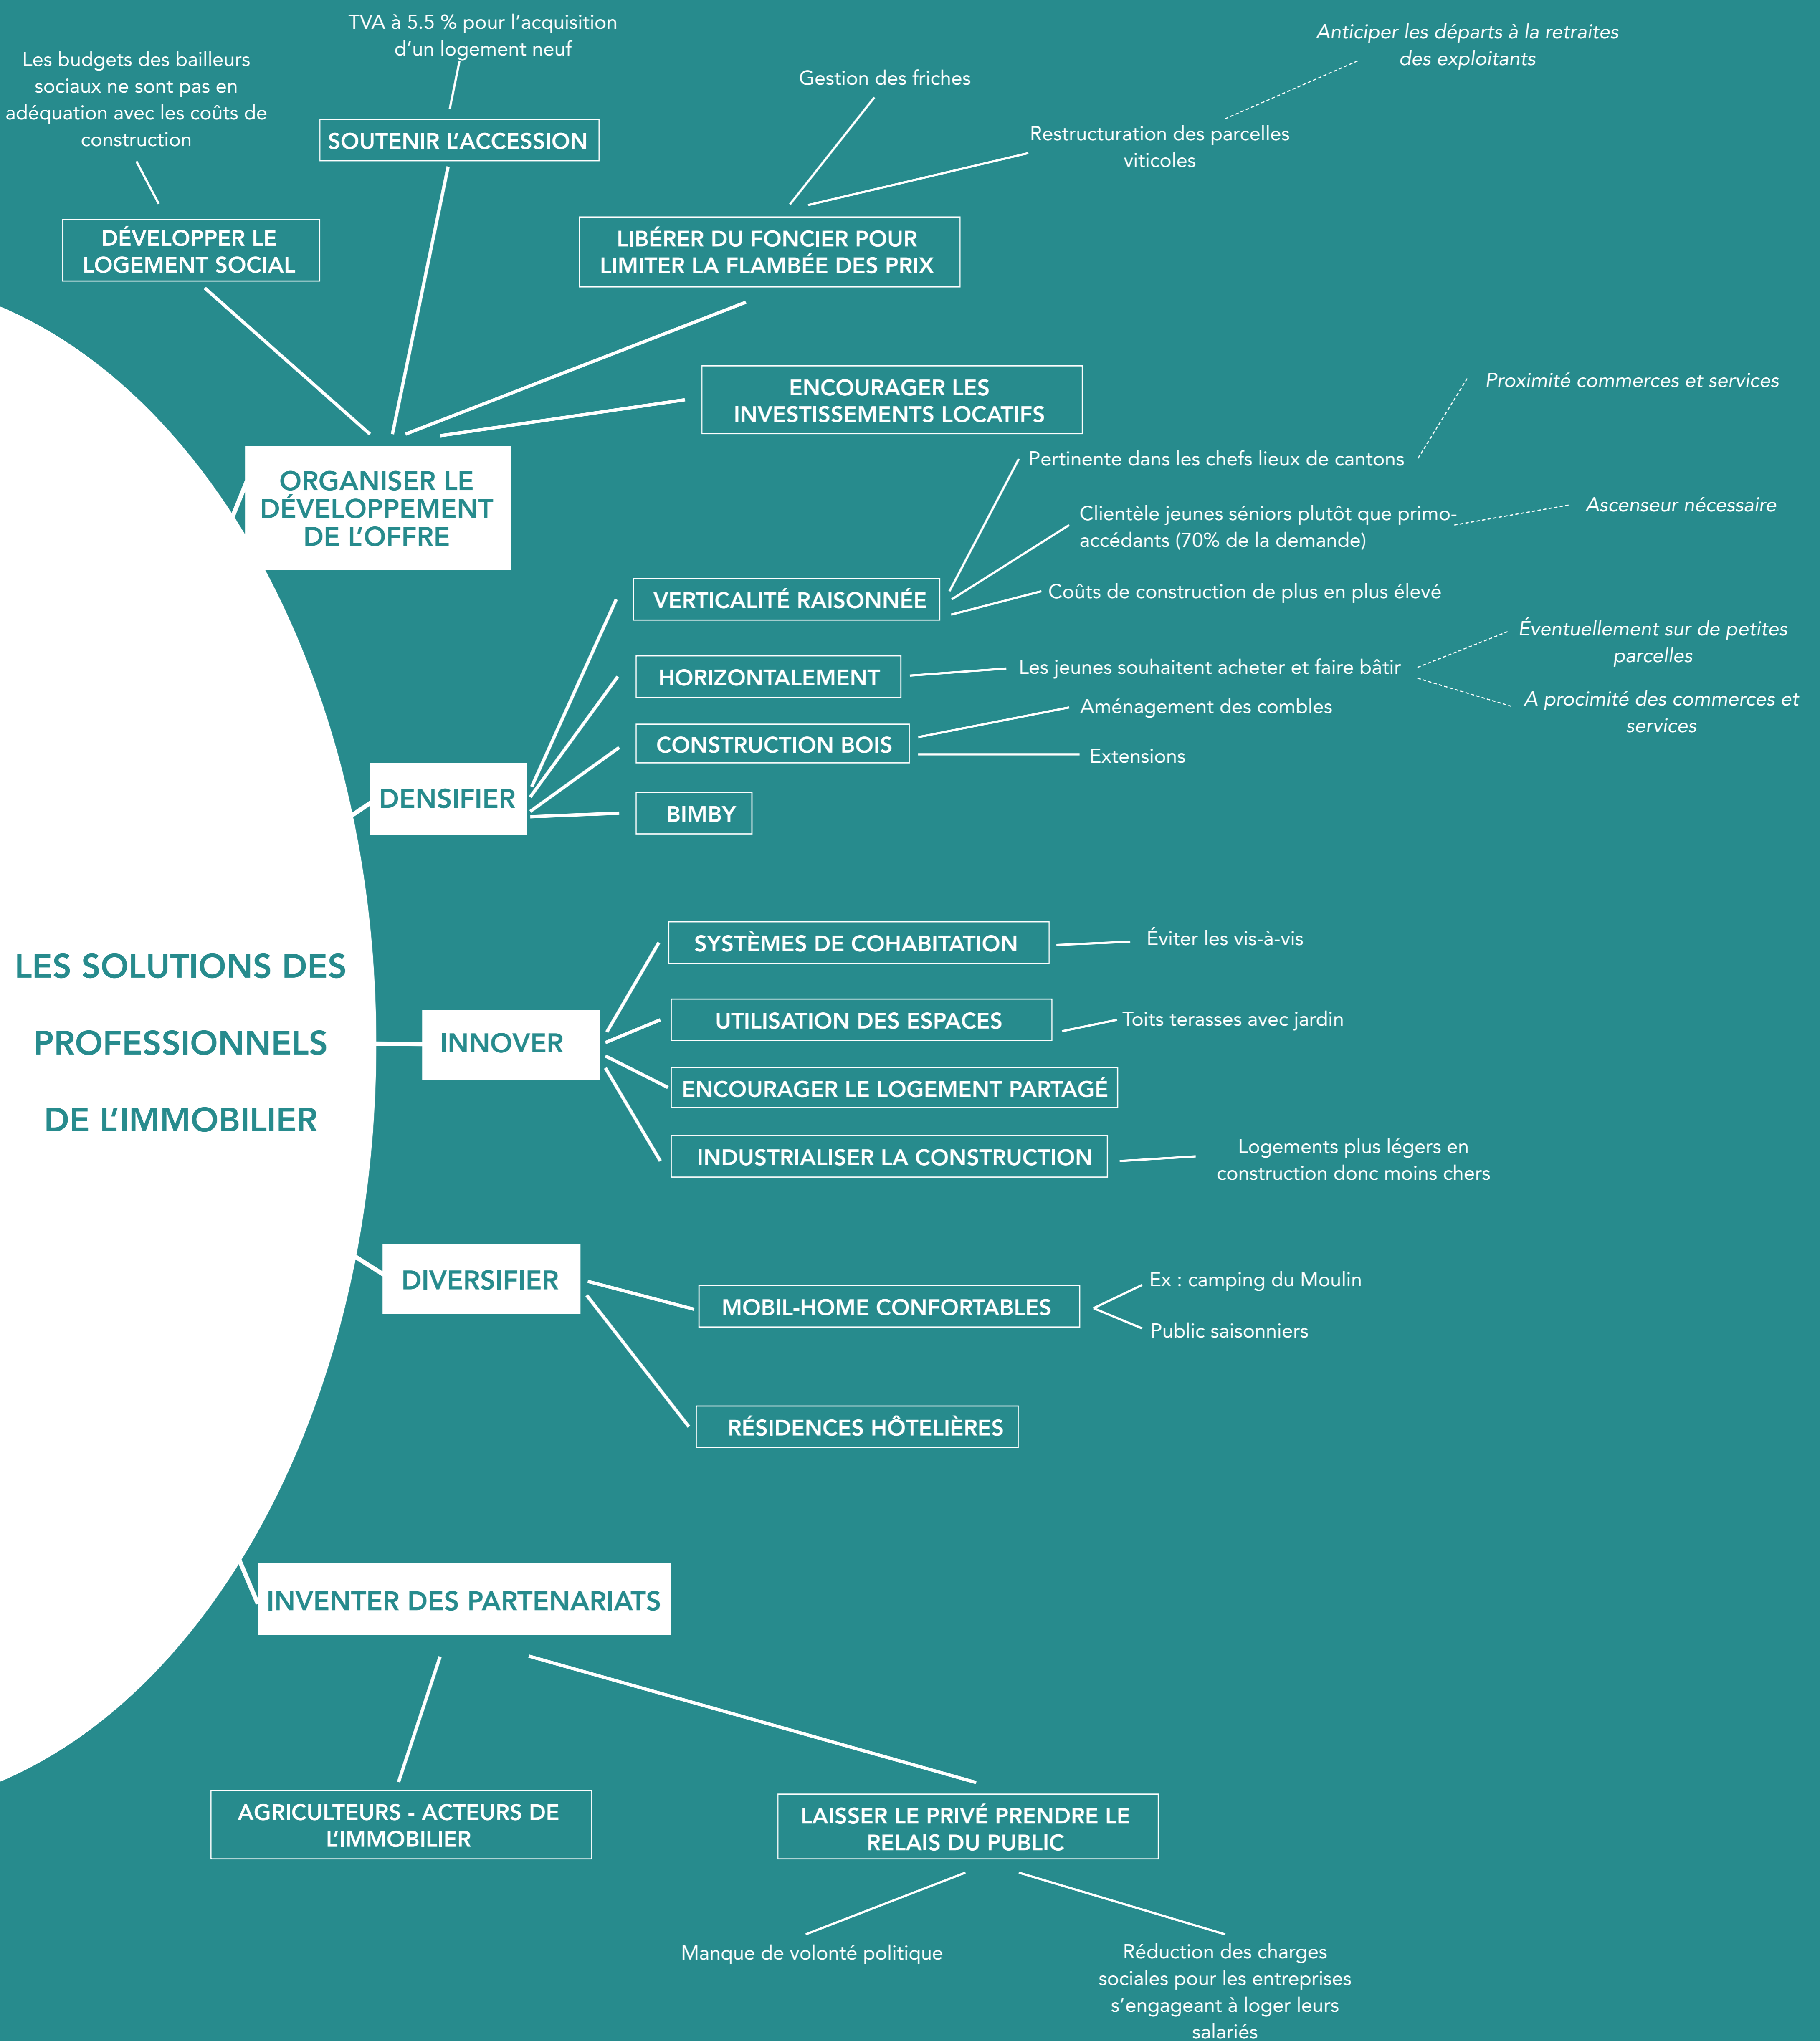 TVA à 5.5 % pour l'acquisition
d'un logement neuf
Les budgets des bailleurs
sociaux ne sont pas en
adéquation avec les coûts de
construction
Anticiper les départs à la retraites
des exploitants
Gestion des friches
Restructuration des parcelles
viticoles
SOUTENIR L'ACCESSION
DÉVELOPPER LE
LOGEMENT SOCIAL
LIBÉRER DU FONCIER POUR
LIMITER LA FLAMBÉE DES PRIX
ENCOURAGER LES
INVESTISSEMENTS LOCATIFS
ORGANISER LE
DÉVELOPPEMENT
DE L'OFFRE
Proximité commerces et services
Pertinente dans les chefs lieux de cantons
Clientèle jeunes séniors plutôt que primo-
accédants (70% de la demande)
Ascenseur nécessaire
VERTICALITÉ RAISONNÉE
Coûts de construction de plus en plus élevé
HORIZONTALEMENT
Les jeunes souhaitent acheter et faire bâtir
Éventuellement sur de petites
parcelles
A procimité des commerces et
services
CONSTRUCTION BOIS
Aménagement des combles
Extensions
DENSIFIER
BIMBY
LES SOLUTIONS DES
PROFESSIONNELS
DE L'IMMOBILIER
SYSTÈMES DE COHABITATION
Éviter les vis-à-vis
INNOVER
UTILISATION DES ESPACES
Toits terasses avec jardin
ENCOURAGER LE LOGEMENT PARTAGÉ
INDUSTRIALISER LA CONSTRUCTION
Logements plus légers en
construction donc moins chers
DIVERSIFIER
MOBIL-HOME CONFORTABLES
Ex : camping du Moulin
Public saisonniers
RÉSIDENCES HÔTELIÈRES
INVENTER DES PARTENARIATS
AGRICULTEURS - ACTEURS DE
L'IMMOBILIER
LAISSER LE PRIVÉ PRENDRE LE
RELAIS DU PUBLIC
Manque de volonté politique
Réduction des charges
sociales pour les entreprises
s'engageant à loger leurs
salariés